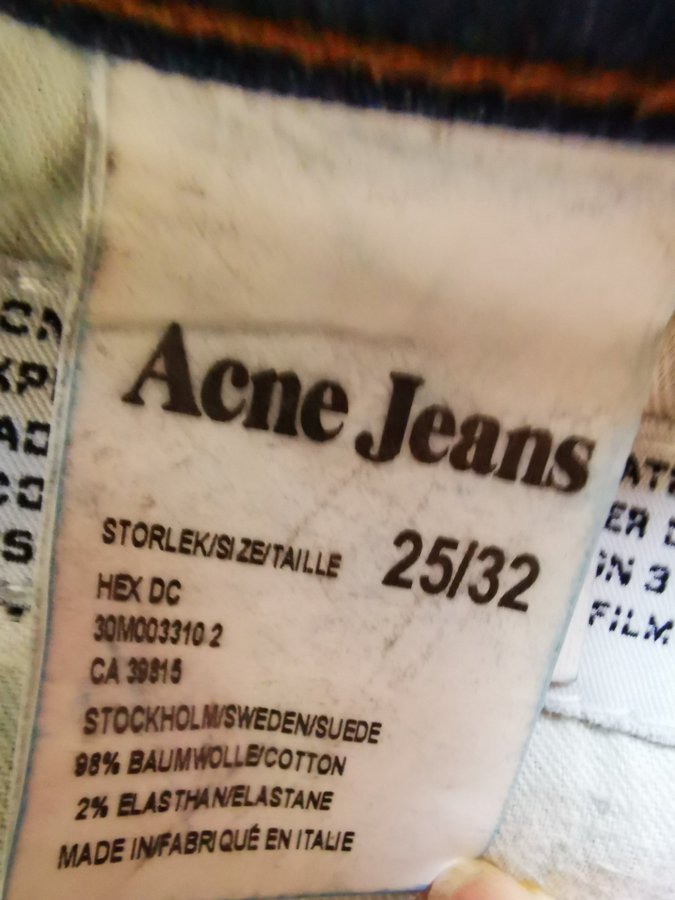 Acne Jeans
STORLEK/SIZE/TAILLE 25/32
HEX DC
30M003310 2
CA 39815
STOCKHOLM/SWEDEN/SUEDE
98% BAUMWOLLE/COTTON
2% ELASTHAN/ELASTANE
MADE IN/FABRIQUÉ EN ITALIE
FILM